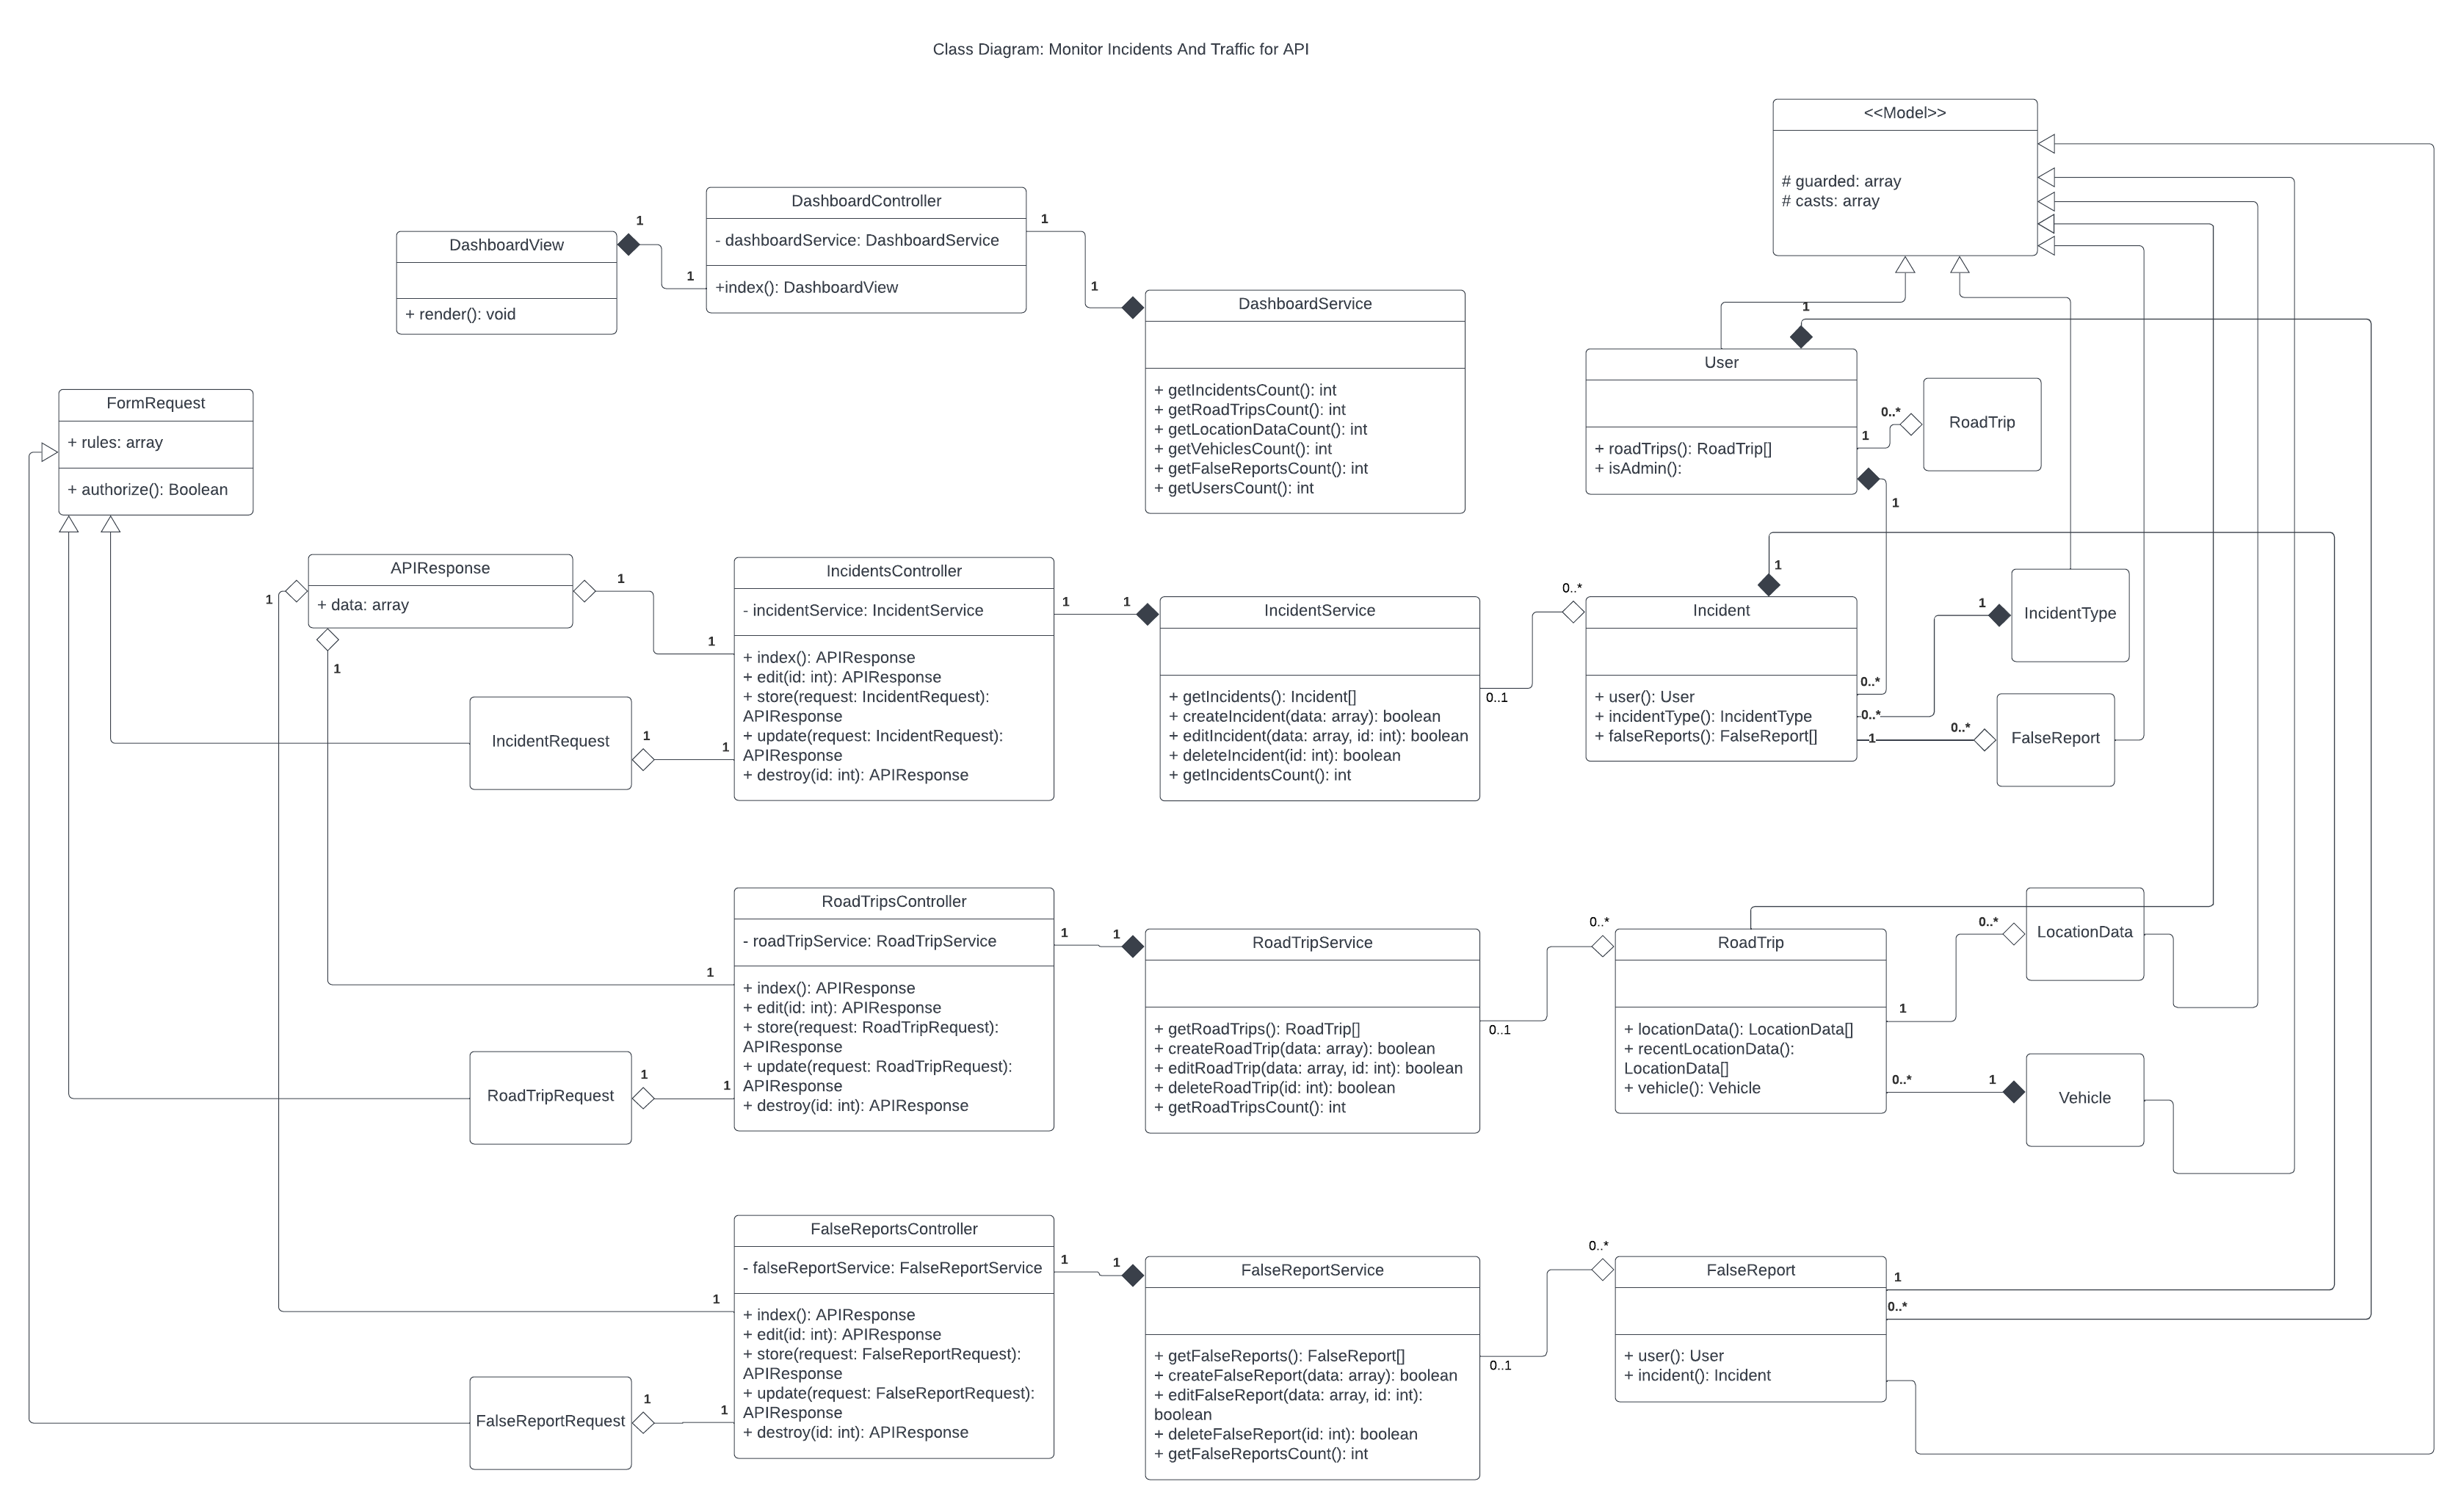 Class Diagram: Monitor Incidents And Traffic for API
<<Model>>
# guarded: array
# casts: array
DashboardView
+ render(): void
1
1
DashboardController
- dashboardService: DashboardService
+index(): DashboardView
1
1
DashboardService
+ getIncidentsCount(): int
+ getRoadTripsCount(): int
+ getLocationDataCount(): int
+ getVehiclesCount(): int
+ getFalseReportsCount(): int
+ getUsersCount(): int
1
User
+ roadTrips(): RoadTrip[]
+ isAdmin():
1
0..*
RoadTrip
1
FormRequest
+ rules: array
+ authorize(): Boolean
APIResponse
+ data: array
1
1
1
1
IncidentsController
- incidentService: IncidentService
+ index(): APIResponse
+ edit(id: int): APIResponse
+ store(request: IncidentRequest):
APIResponse
+ update(request: IncidentRequest):
APIResponse
+ destroy(id: int): APIResponse
IncidentRequest
1
1
1
1
IncidentService
+ getIncidents(): Incident[]
+ createIncident(data: array): boolean
+ editIncident(data: array, id: int): boolean
+ deleteIncident(id: int): boolean
+ getIncidentsCount(): int
0..1
0..*
1
Incident
+ user(): User
+ incidentType(): IncidentType
+ falseReports(): FalseReport[]
0..*
0..*
1
1
IncidentType
0..*
FalseReport
RoadTripsController
- roadTripService: RoadTripService
+ index(): APIResponse
+ edit(id: int): APIResponse
+ store(request: RoadTripRequest):
APIResponse
+ update(request: RoadTripRequest):
APIResponse
+ destroy(id: int): APIResponse
1
RoadTripRequest
1
1
1
1
RoadTripService
+ getRoadTrips(): RoadTrip[]
+ createRoadTrip(data: array): boolean
+ editRoadTrip(data: array, id: int): boolean
+ deleteRoadTrip(id: int): boolean
+ getRoadTripsCount(): int
0..1
0..*
RoadTrip
+ locationData(): LocationData[]
+ recentLocationData():
LocationData[]
+ vehicle(): Vehicle
1
0..*
LocationData
0..*
1
Vehicle
FalseReportsController
- falseReportService: FalseReportService
+ index(): APIResponse
+ edit(id: int): APIResponse
+ store(request: FalseReportRequest):
APIResponse
+ update(request: FalseReportRequest):
APIResponse
+ destroy(id: int): APIResponse
1
FalseReportRequest
1
1
1
1
FalseReportService
+ getFalseReports(): FalseReport[]
+ createFalseReport(data: array): boolean
+ editFalseReport(data: array, id: int):
boolean
+ deleteFalseReport(id: int): boolean
+ getFalseReportsCount(): int
0..1
0..*
FalseReport
+ user(): User
+ incident(): Incident
1
0..*